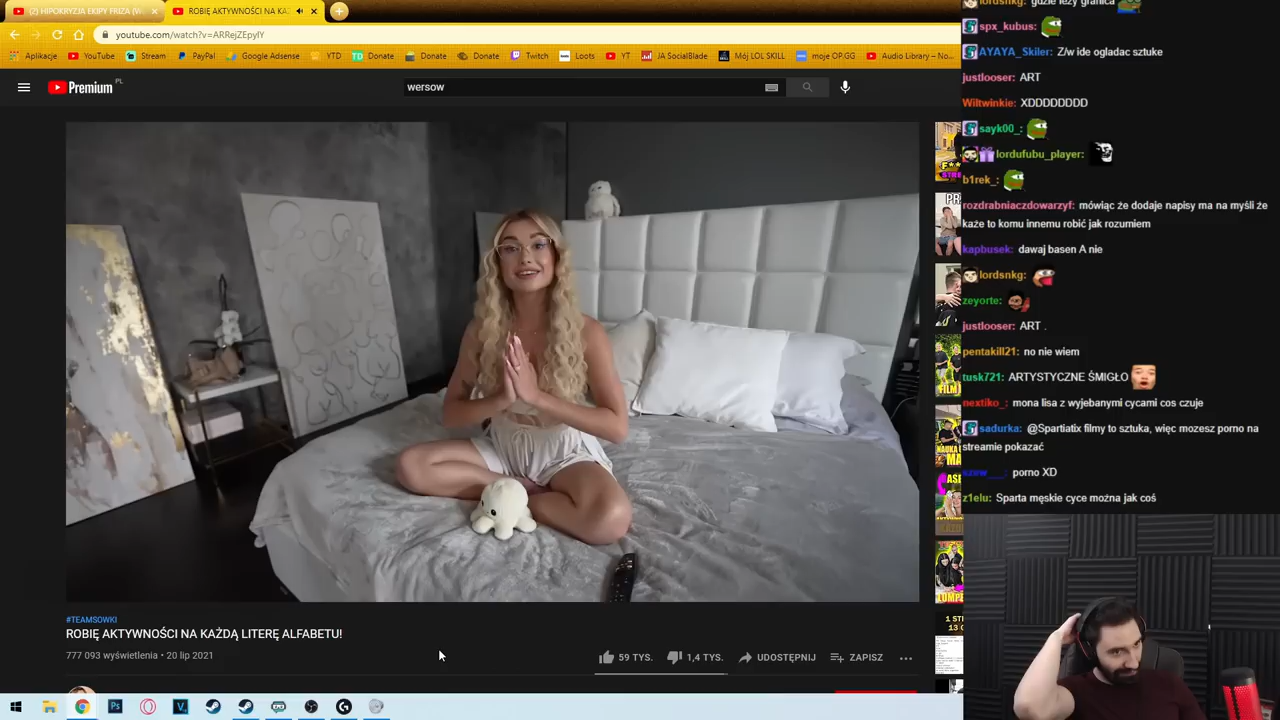 (2) HIPOKRYZJA EKIPY FRIZA (W
ROBIĘ AKTYWNOŚCI NA KAŻ
youtube.com/watch?v=ARRejZEpyIY
Aplikacje YouTube Stream PayPal Google Adsense YTD Donate Donate Donate Twitch Loots YT JA SocialBlade Mój LOL SKILL moje OP.GG Audio Library – No...
Premium PL
wersow
#TEAMSOWKI
ROBIĘ AKTYWNOŚCI NA KAŻDĄ LITERĘ ALFABETU!
777 093 wyświetlenia • 20 lip 2021
59 TYS. 1,4 TYS. UDOSTĘPNIJ ZAPISZ
lordsnkg: gdzie leży granica
spx_kubus:
AYAYA_Skiler: Z/w ide ogladac sztuke
justlooser: ART
Wiltwinkie: XDDDDDDDD
sayk00_:
lordufubu_player:
b1rek_:
rozdrabniaczdowarzyf: mówiąc że dodaje napisy ma na myśli że
każe to komu innemu robić jak rozumiem
kapbusek: dawaj basen A nie
lordsnkg:
zeyorte:
justlooser: ART .
pentakill21: no nie wiem
tusk721: ARTYSTYCZNE ŚMIGŁO
nextiko_: mona lisa z wyjebanymi cycami cos czuje
sadurka: @Spartiatix filmy to sztuka, więc mozesz porno na
streamie pokazać
porno XD
z1elu: Sparta męskie cyce można jak coś